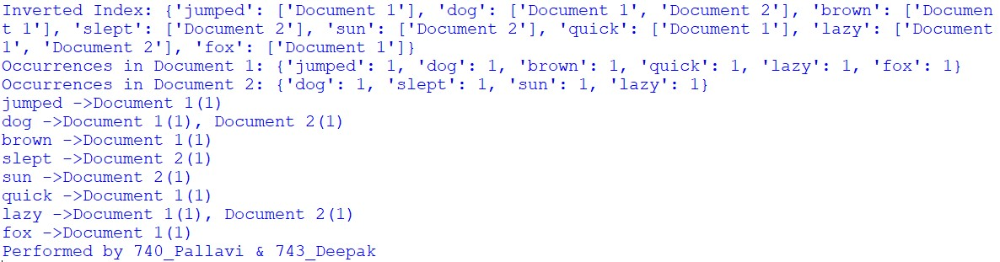 Inverted Index: {'jumped': ['Document 1'], 'dog': ['Document 1', 'Document 2'], 'brown': ['Documen
t 1'], 'slept': ['Document 2'], 'sun': ['Document 2'], 'quick': ['Document 1'], 'lazy': ['Document
1', 'Document 2'], 'fox': ['Document 1']}
Occurrences in Document 1: {'jumped': 1, 'dog': 1, 'brown': 1, 'quick': 1, 'lazy': 1, 'fox': 1}
Occurrences in Document 2: {'dog': 1, 'slept': 1, 'sun': 1, 'lazy': 1}
jumped ->Document 1(1)
dog ->Document 1(1), Document 2(1)
brown ->Document 1(1)
slept ->Document 2(1)
sun ->Document 2(1)
quick ->Document 1(1)
lazy ->Document 1(1), Document 2(1)
fox ->Document 1(1)
Performed by 740_Pallavi & 743_Deepak